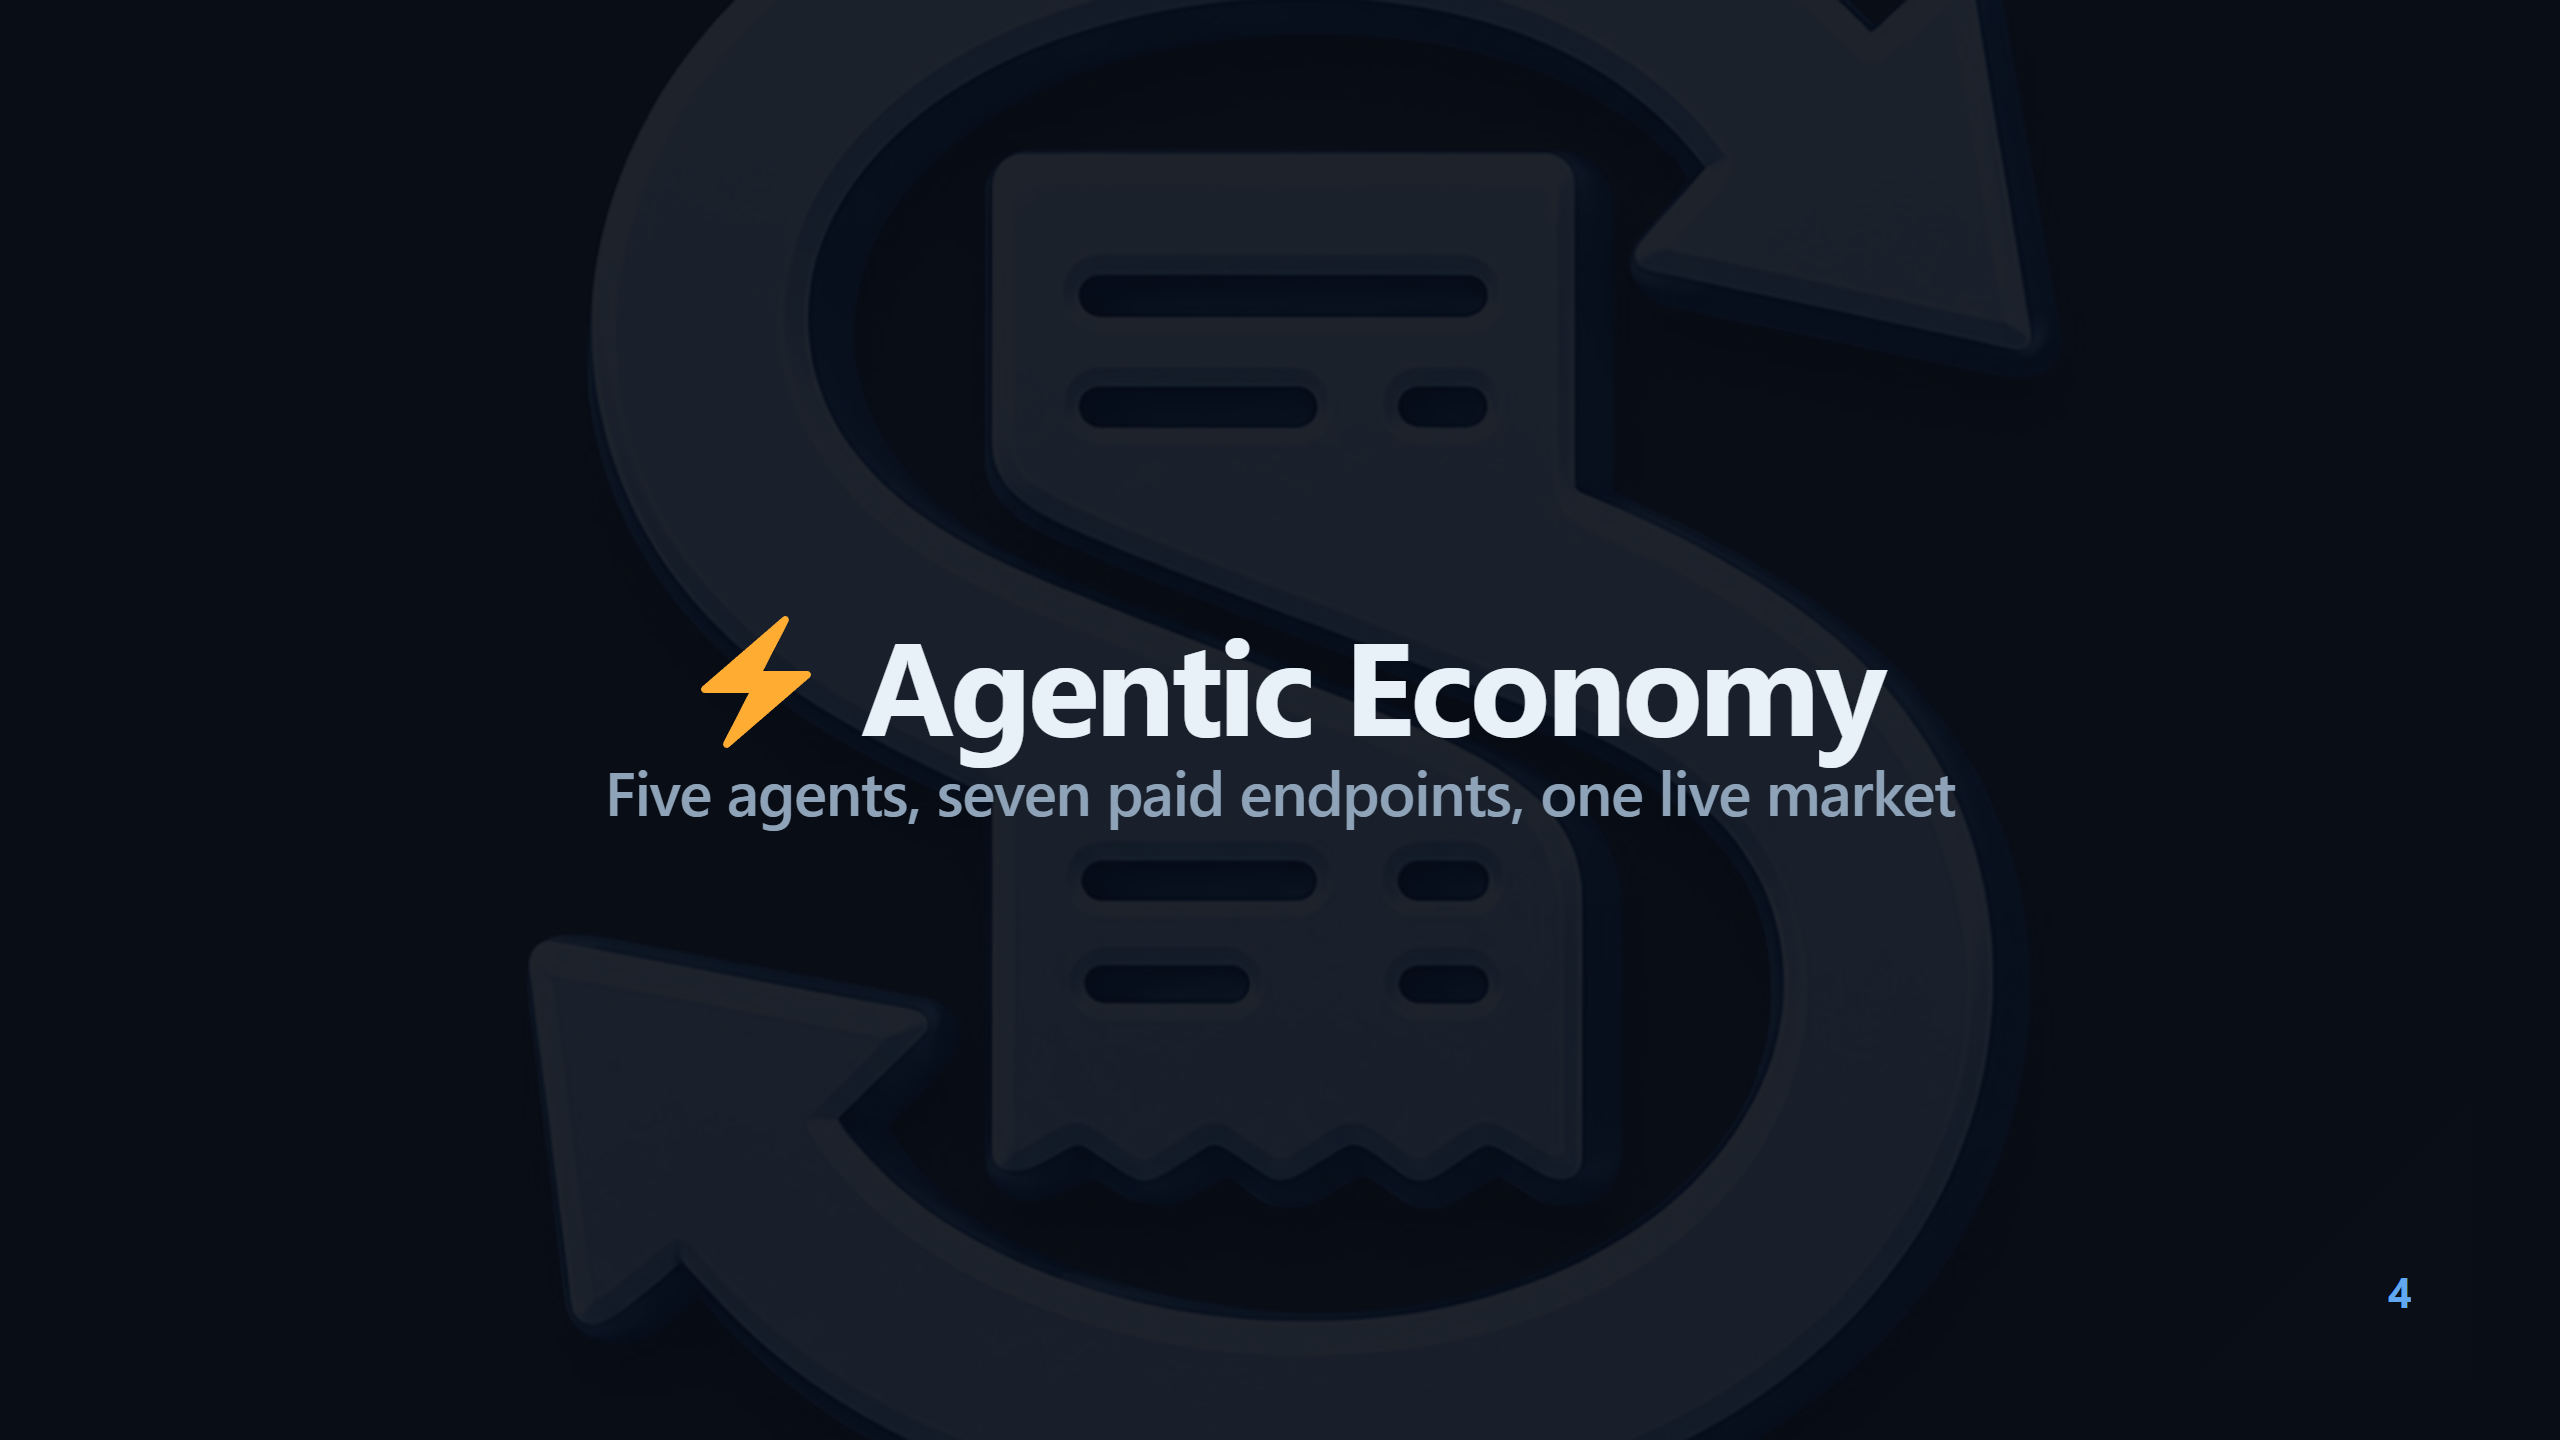 ⚡ Agentic Economy
Five agents, seven paid endpoints, one live market
4